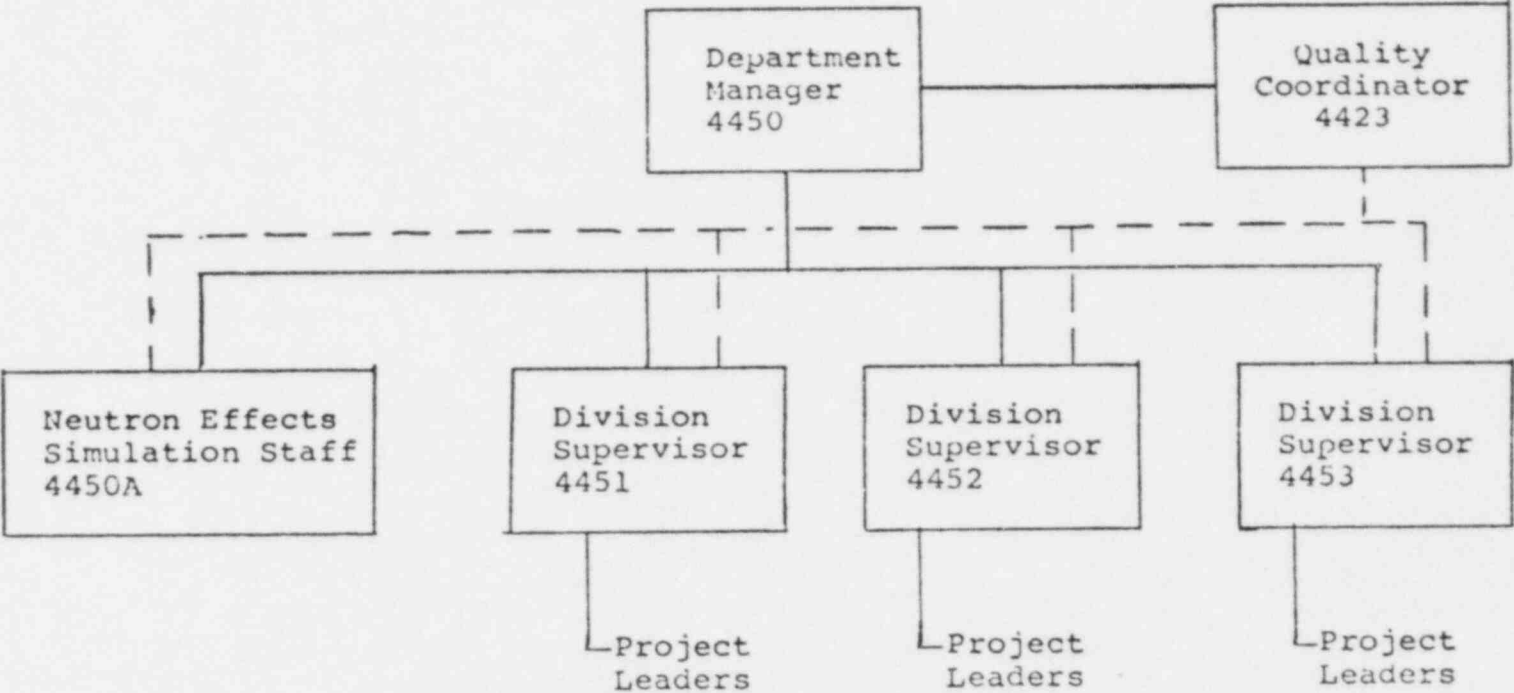 Department
Manager
4450
Quality
Coordinator
4423
Neutron Effects
Simulation Staff
4450A
Division
Supervisor
4451
Division
Supervisor
4452
Division
Supervisor
4453
Project
Leaders
Project
Leaders
Project
Leaders